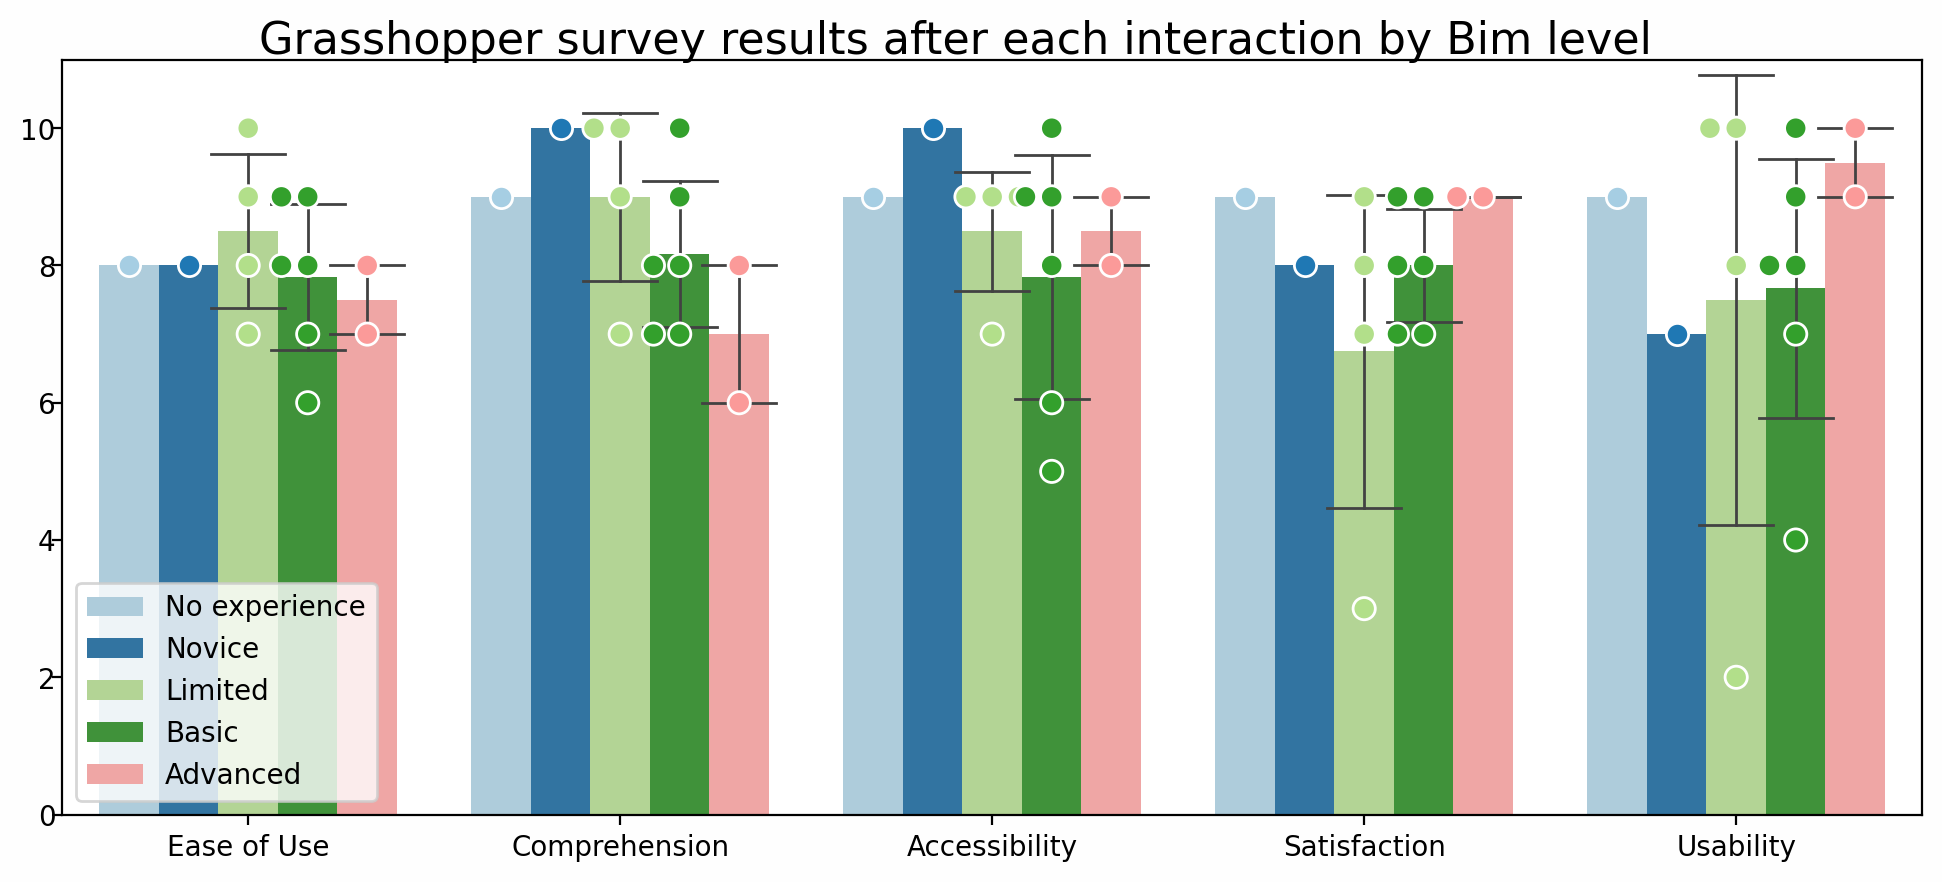 Grasshopper survey results after each interaction by Bim level
10
8
6
4
2
0
No experience
Novice
Limited
Basic
Advanced
Ease of Use
Comprehension
Accessibility
Satisfaction
Usability